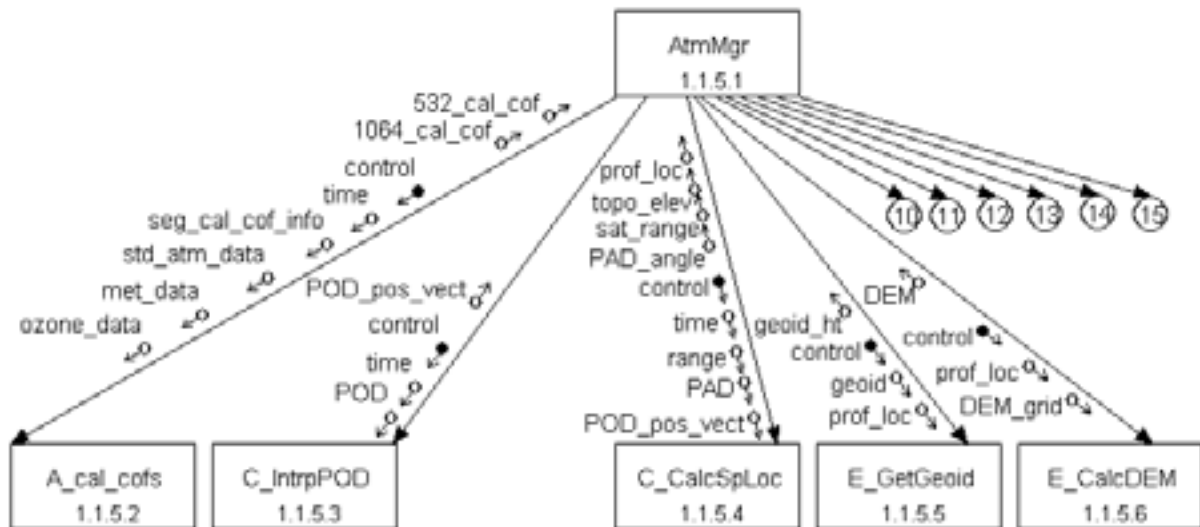 AtmMgr
1.1.5.1
532_cal_cof
1064_cal_cof
control
time
seg_cal_cof_info
std_atm_data
met_data
ozone_data
POD_pos_vect
control
time
POD
prof_loc
topo_elev
sat_range
PAD_angle
control
time
range
PAD
POD_pos_vect
geoid_ht
control
geoid
prof_loc
DEM
control
prof_loc
DEM_grid
10 11 12 13 14 15
A_cal_cofs
1.1.5.2
C_IntrpPOD
1.1.5.3
C_CalcSpLoc
1.1.5.4
E_GetGeoid
1.1.5.5
E_CalcDEM
1.1.5.6